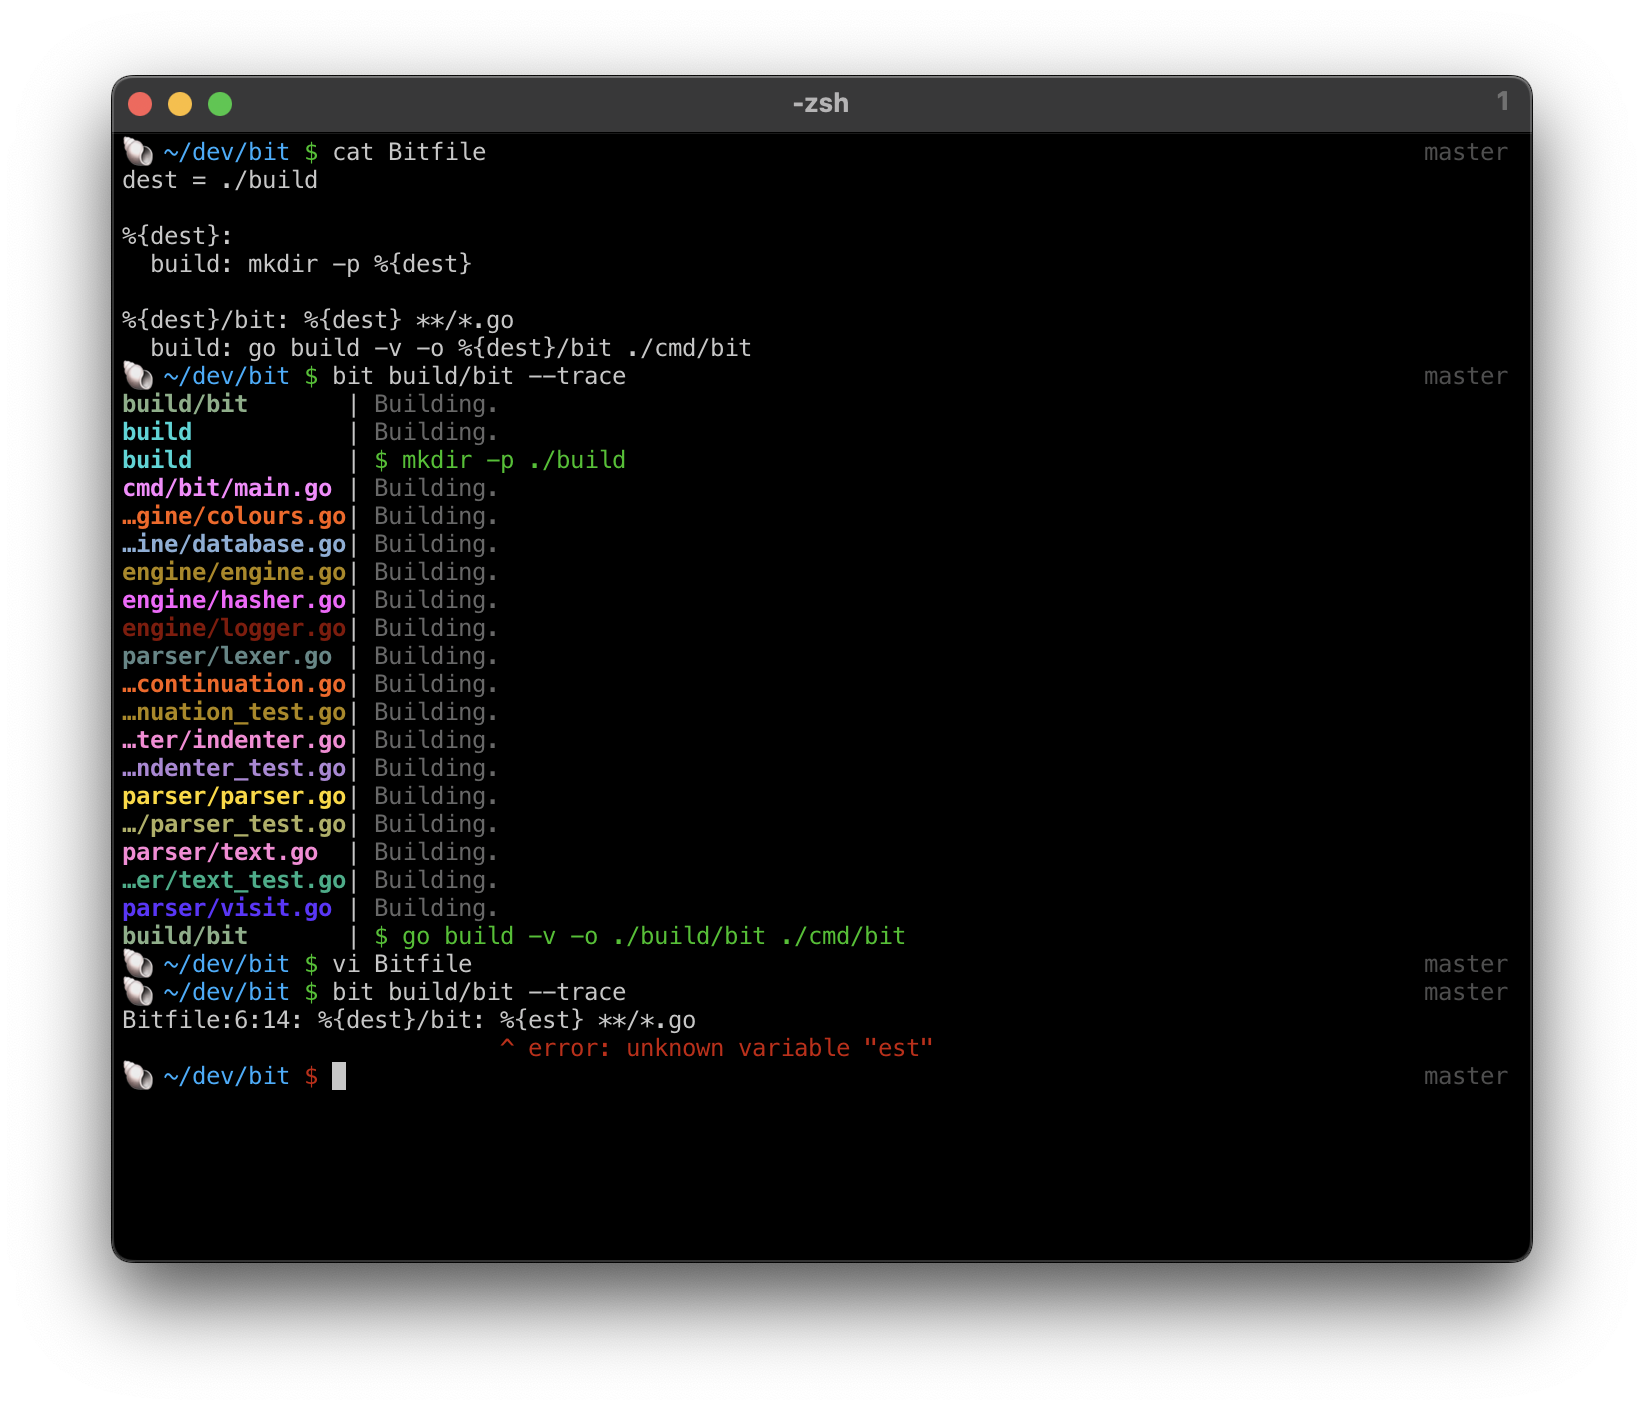 -zsh 1
~/dev/bit $ cat Bitfile master
dest = ./build
%{dest}:
  build: mkdir -p %{dest}
%{dest}/bit: %{dest} **/*.go
  build: go build -v -o %{dest}/bit ./cmd/bit
~/dev/bit $ bit build/bit --trace master
build/bit       | Building.
build           | Building.
build           | $ mkdir -p ./build
cmd/bit/main.go | Building.
…gine/colours.go| Building.
…ine/database.go| Building.
engine/engine.go| Building.
engine/hasher.go| Building.
engine/logger.go| Building.
parser/lexer.go | Building.
…continuation.go| Building.
…nuation_test.go| Building.
…ter/indenter.go| Building.
…ndenter_test.go| Building.
parser/parser.go| Building.
…/parser_test.go| Building.
parser/text.go  | Building.
…er/text_test.go| Building.
parser/visit.go | Building.
build/bit       | $ go build -v -o ./build/bit ./cmd/bit
~/dev/bit $ vi Bitfile master
~/dev/bit $ bit build/bit --trace master
Bitfile:6:14: %{dest}/bit: %{est} **/*.go
^ error: unknown variable "est"
~/dev/bit $ master